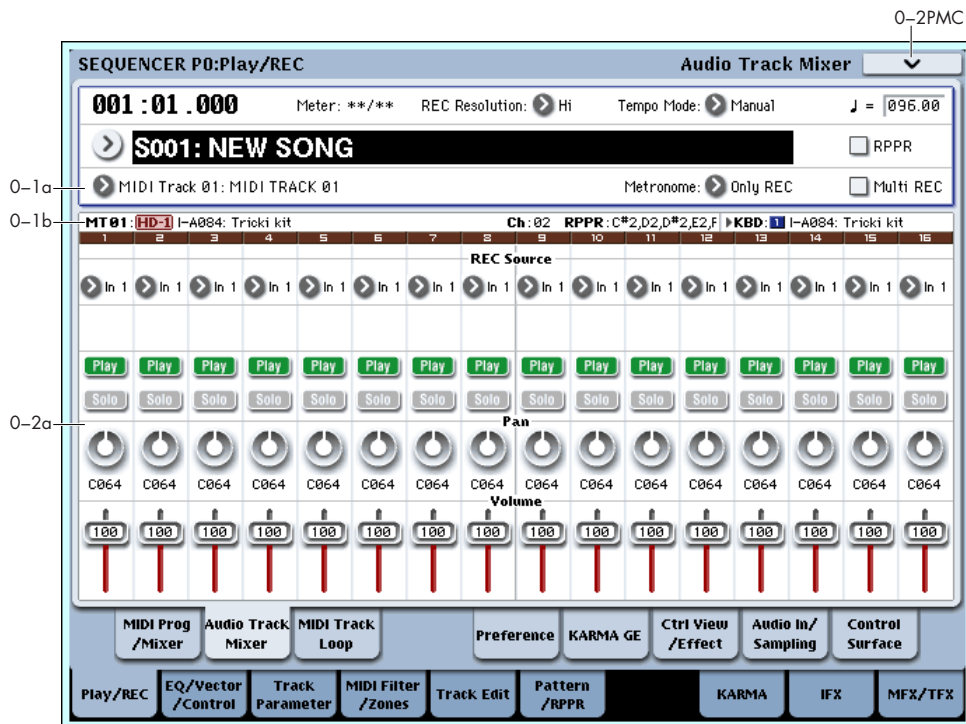 0–2PMC
SEQUENCER P0:Play/REC Audio Track Mixer
001:01.000 Meter: **/** REC Resolution: Hi Tempo Mode: Manual ♩ = 096.00
S001: NEW SONG RPPR
0–1a MIDI Track 01: MIDI TRACK 01 Metronome: Only REC Multi REC
0–1b MT01: HD-1 I-A084: Tricki kit Ch:02 RPPR:C#2,D2,D#2,E2,F KBD: 1 I-A084: Tricki kit
1 2 3 4 5 6 7 8 9 10 11 12 13 14 15 16
REC Source
In 1 In 1 In 1 In 1 In 1 In 1 In 1 In 1 In 1 In 1 In 1 In 1 In 1 In 1 In 1 In 1
Play Play Play Play Play Play Play Play Play Play Play Play Play Play Play Play
Solo Solo Solo Solo Solo Solo Solo Solo Solo Solo Solo Solo Solo Solo Solo Solo
0–2a Pan
C064 C064 C064 C064 C064 C064 C064 C064 C064 C064 C064 C064 C064 C064 C064 C064
Volume
100 100 100 100 100 100 100 100 100 100 100 100 100 100 100 100
MIDI Prog Audio Track MIDI Track Preference KARMA GE Ctrl View Audio In/ Control
/Mixer Mixer Loop /Effect Sampling Surface
Play/REC EQ/Vector Track MIDI Filter Track Edit Pattern KARMA IFX MFX/TFX
/Control Parameter /Zones /RPPR